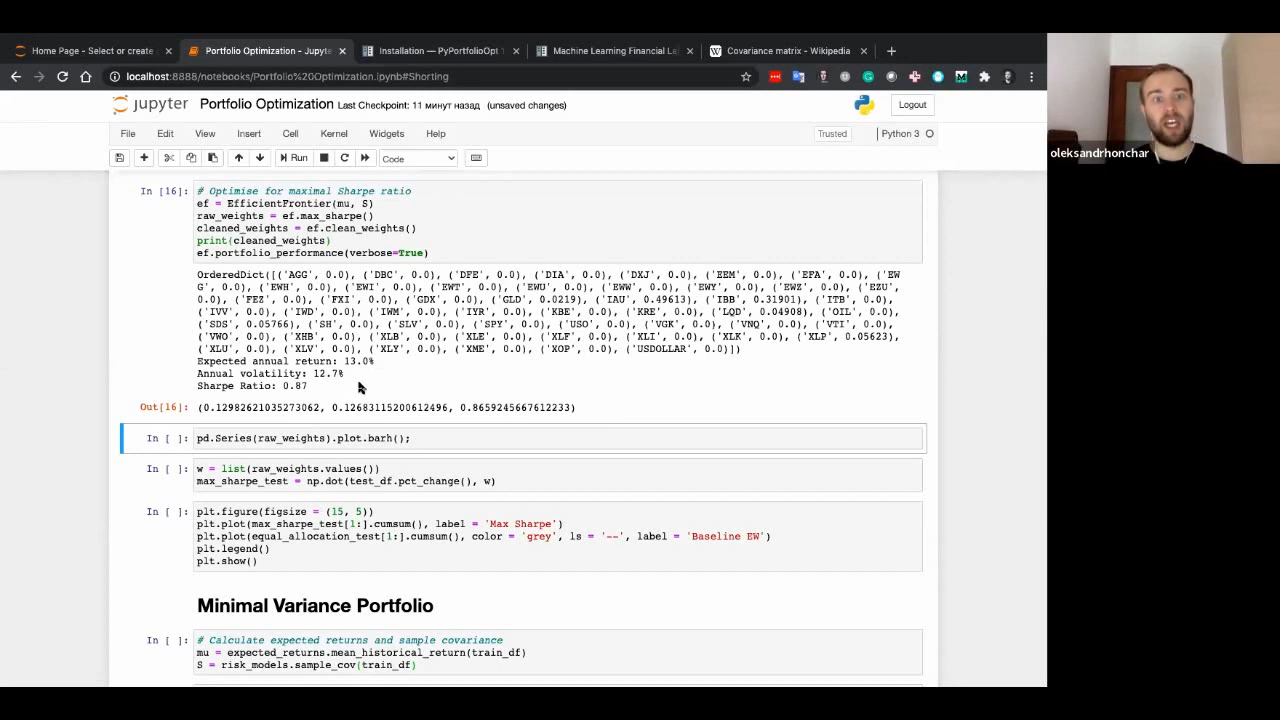 Home Page - Select or create
Portfolio Optimization - Jupyte
Installation — PyPortfolioOpt
Machine Learning Financial La
Covariance matrix - Wikipedia
localhost:8888/notebooks/Portfolio%20Optimization.ipynb#Shorting
jupyter Portfolio Optimization Last Checkpoint: 11 минут назад (unsaved changes)
Logout
File Edit View Insert Cell Kernel Widgets Help
Trusted
Python 3
Run
Code
In [16]: # Optimise for maximal Sharpe ratio
ef = EfficientFrontier(mu, S)
raw_weights = ef.max_sharpe()
cleaned_weights = ef.clean_weights()
print(cleaned_weights)
ef.portfolio_performance(verbose=True)
OrderedDict([('AGG', 0.0), ('DBC', 0.0), ('DFE', 0.0), ('DIA', 0.0), ('DXJ', 0.0), ('EEM', 0.0), ('EFA', 0.0), ('EW
G', 0.0), ('EWH', 0.0), ('EWI', 0.0), ('EWT', 0.0), ('EWU', 0.0), ('EWW', 0.0), ('EWY', 0.0), ('EWZ', 0.0), ('EZU',
0.0), ('FEZ', 0.0), ('FXI', 0.0), ('GDX', 0.0), ('GLD', 0.0219), ('IAU', 0.49613), ('IBB', 0.31901), ('ITB', 0.0),
('IVV', 0.0), ('IWD', 0.0), ('IWM', 0.0), ('IYR', 0.0), ('KBE', 0.0), ('KRE', 0.0), ('LQD', 0.04908), ('OIL', 0.0),
('SDS', 0.05766), ('SH', 0.0), ('SLV', 0.0), ('SPY', 0.0), ('USO', 0.0), ('VGK', 0.0), ('VNQ', 0.0), ('VTI', 0.0),
('VWO', 0.0), ('XHB', 0.0), ('XLB', 0.0), ('XLE', 0.0), ('XLF', 0.0), ('XLI', 0.0), ('XLK', 0.0), ('XLP', 0.05623),
('XLU', 0.0), ('XLV', 0.0), ('XLY', 0.0), ('XME', 0.0), ('XOP', 0.0), ('USDOLLAR', 0.0)])
Expected annual return: 13.0%
Annual volatility: 12.7%
Sharpe Ratio: 0.87
Out[16]: (0.12982621035273062, 0.12683115200612496, 0.8659245667612233)
In [ ]: pd.Series(raw_weights).plot.barh();
In [ ]: w = list(raw_weights.values())
max_sharpe_test = np.dot(test_df.pct_change(), w)
In [ ]: plt.figure(figsize = (15, 5))
plt.plot(max_sharpe_test[1:].cumsum(), label = 'Max Sharpe')
plt.plot(equal_allocation_test[1:].cumsum(), color = 'grey', ls = '--', label = 'Baseline EW')
plt.legend()
plt.show()
Minimal Variance Portfolio
In [ ]: # Calculate expected returns and sample covariance
mu = expected_returns.mean_historical_return(train_df)
S = risk_models.sample_cov(train_df)
oleksandrhonchar